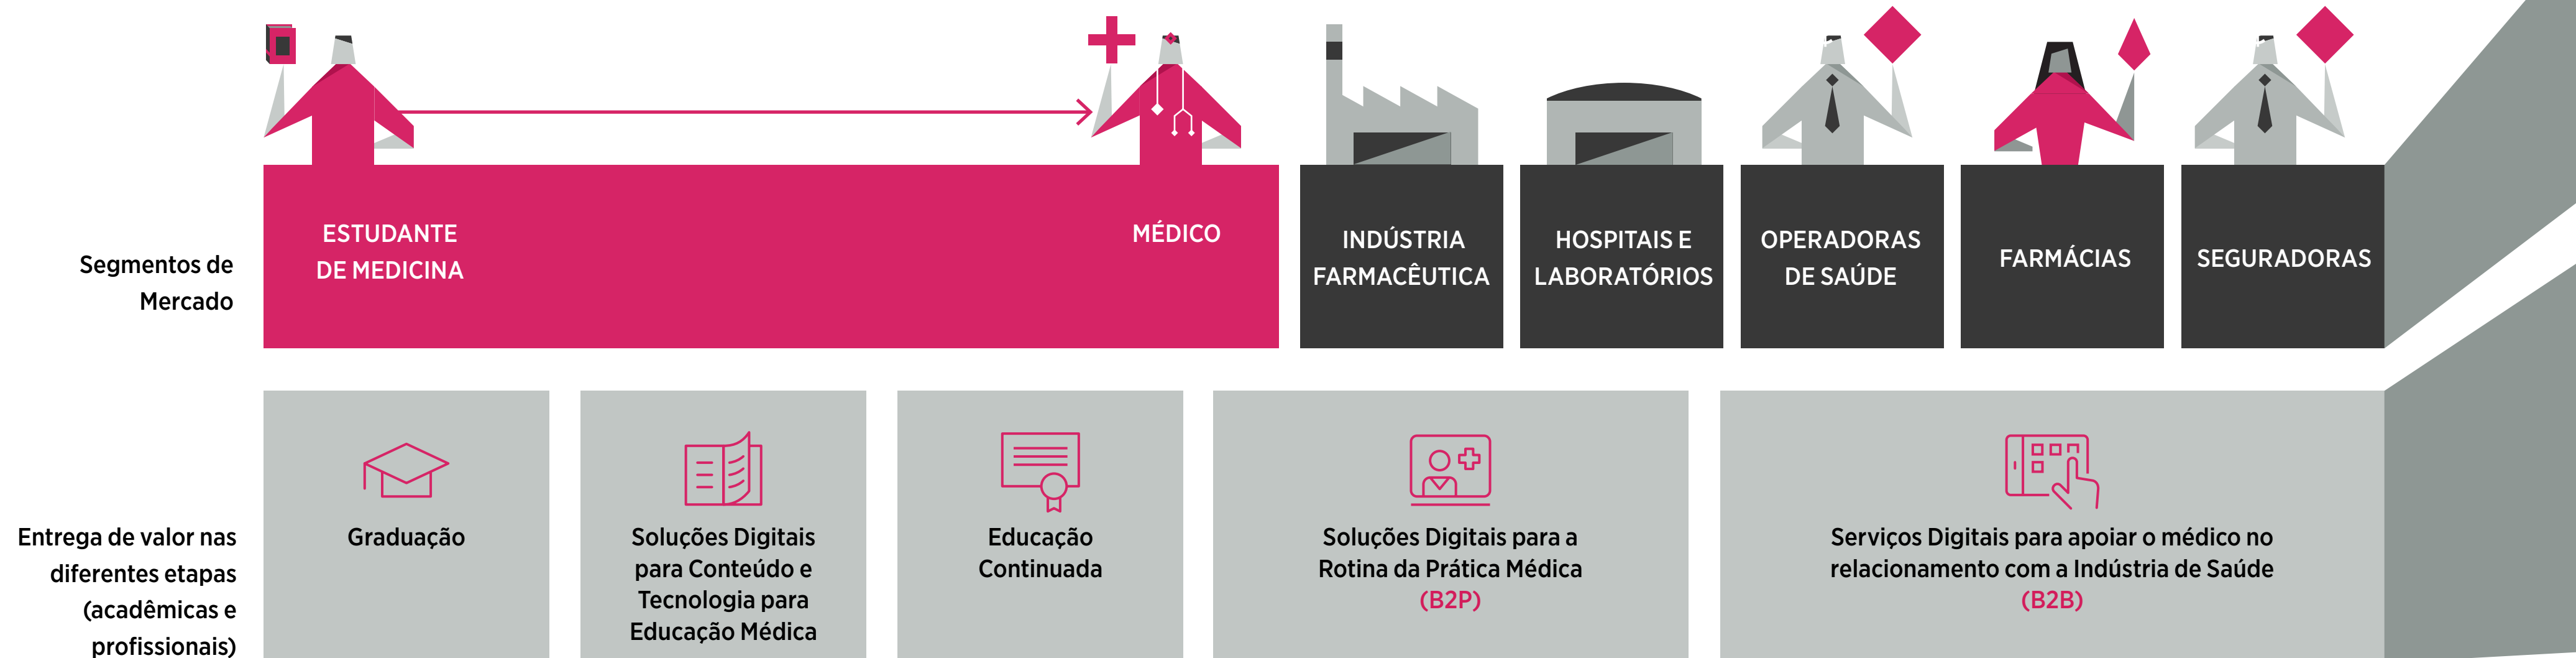 Segmentos de
Mercado
ESTUDANTE
DE MEDICINA
MÉDICO
INDÚSTRIA
FARMACÊUTICA
HOSPITAIS E
LABORATÓRIOS
OPERADORAS
DE SAÚDE
FARMÁCIAS
SEGURADORAS
Entrega de valor nas
diferentes etapas
(acadêmicas e
profissionais)
Graduação
Soluções Digitais
para Conteúdo e
Tecnologia para
Educação Médica
Educação
Continuada
Soluções Digitais para a
Rotina da Prática Médica
(B2P)
Serviços Digitais para apoiar o médico no
relacionamento com a Indústria de Saúde
(B2B)